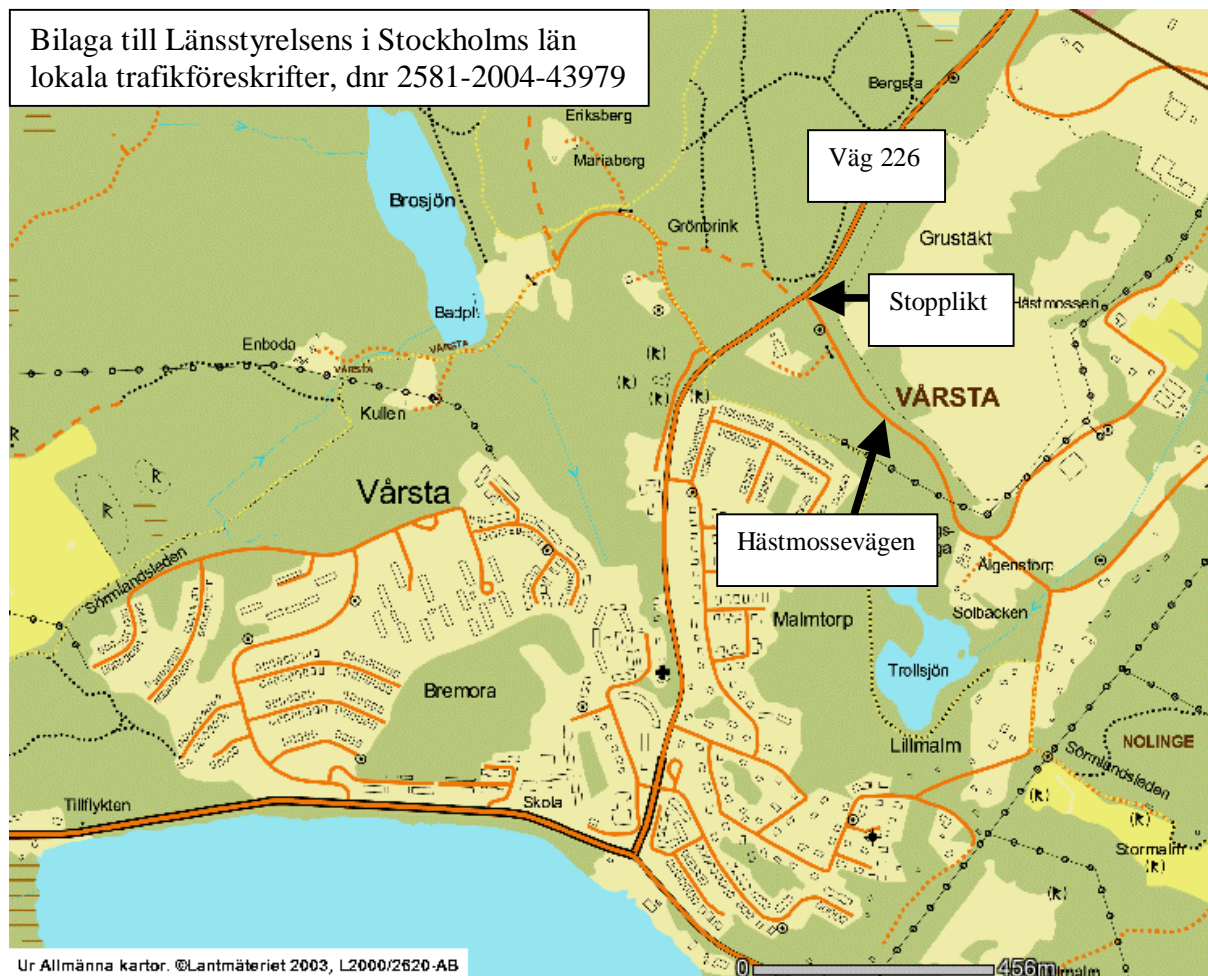 Bilaga till Länsstyrelsens i Stockholms län
lokala trafikföreskrifter, dnr 2581-2004-43979
Bergsta
Eriksberg
Väg 226
Mariaberg
Brosjön
Grönbrink
Grustäkt
Stopplikt
Hästmossen
Badpl.
Enboda
VÅRSTA
VÅRSTA
(R)
(R)
(R)
(R)
VÅRSTA
Kullen
R
R
R
Vårsta
Hästmossevägen
Älgenstorp
Sörmlandsleden
Solbacken
Malmtorp
Trollsjön
Bremora
Lillmalm
NOLINGE
Sörmlandsleden
Tillflykten
Skola
(R)
(R)
Stormalm
(R)
(R)
Ur Allmänna kartor. ©Lantmäteriet 2003, L2000/2620-AB
0
456m